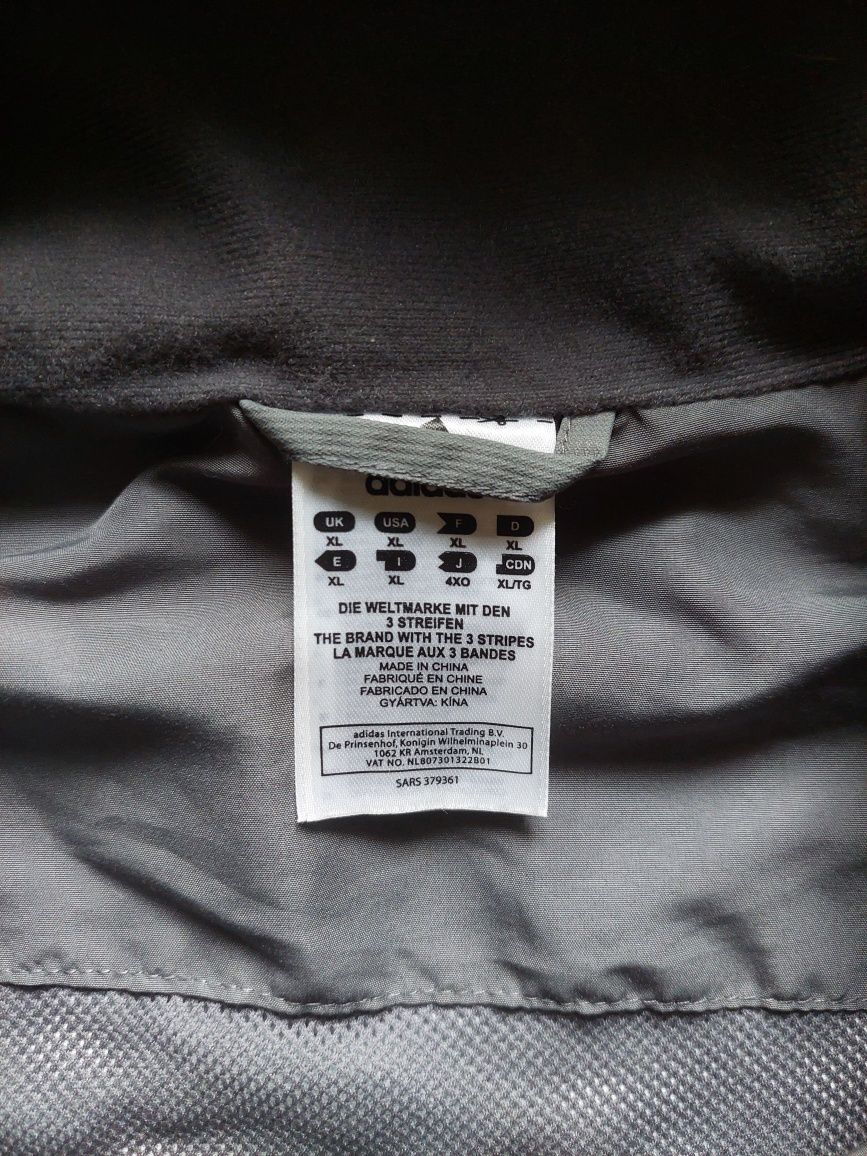 UK USA F D
XL XL XL XL
E I J CDN
XL XL 4XO XL/TG
DIE WELTMARKE MIT DEN
3 STREIFEN
THE BRAND WITH THE 3 STRIPES
LA MARQUE AUX 3 BANDES
MADE IN CHINA
FABRIQUÉ EN CHINE
FABRICADO EN CHINA
GYÁRTVA: KÍNA
adidas International Trading B.V.
De Prinsenhof, Konigin Wilhelminaplein 30
1062 KR Amsterdam, NL
VAT NO. NL807301322B01
SARS 379361